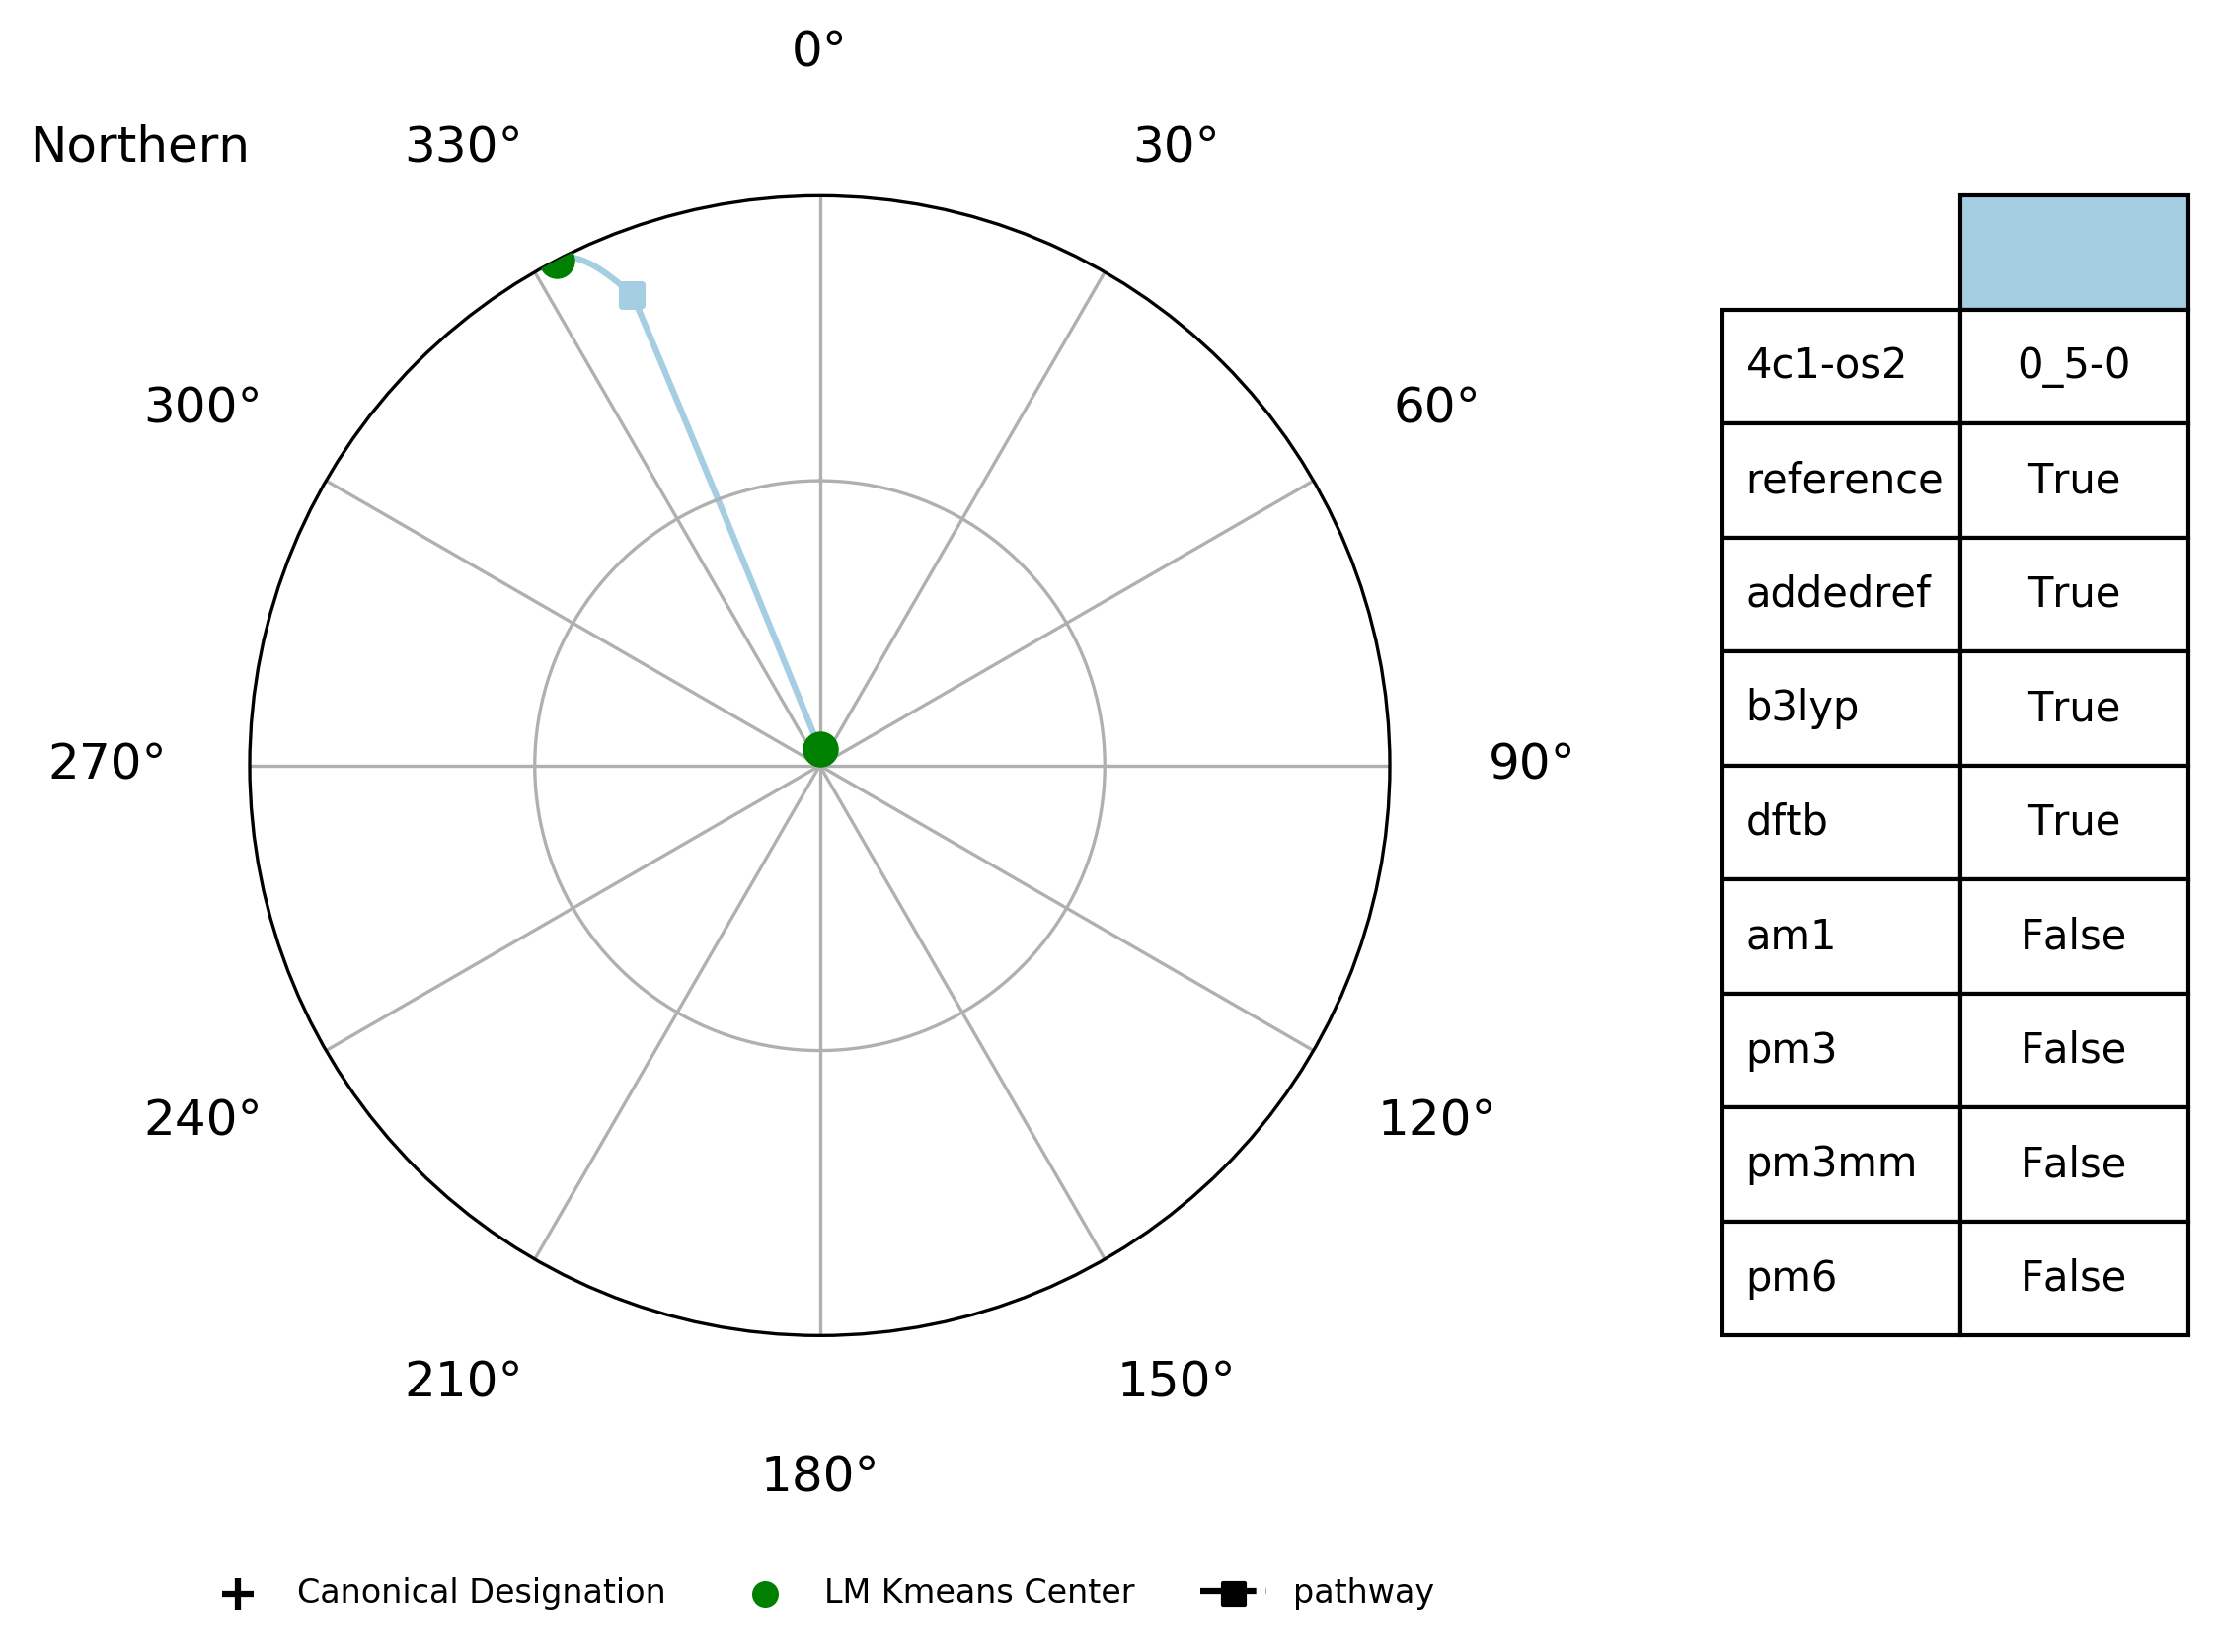 0°
Northern
330°
30°
300°
60°
270°
90°
240°
120°
210°
150°
180°
4c1-os2 0_5-0
reference True
addedref True
b3lyp True
dftb True
am1 False
pm3 False
pm3mm False
pm6 False
Canonical Designation
LM Kmeans Center
pathway